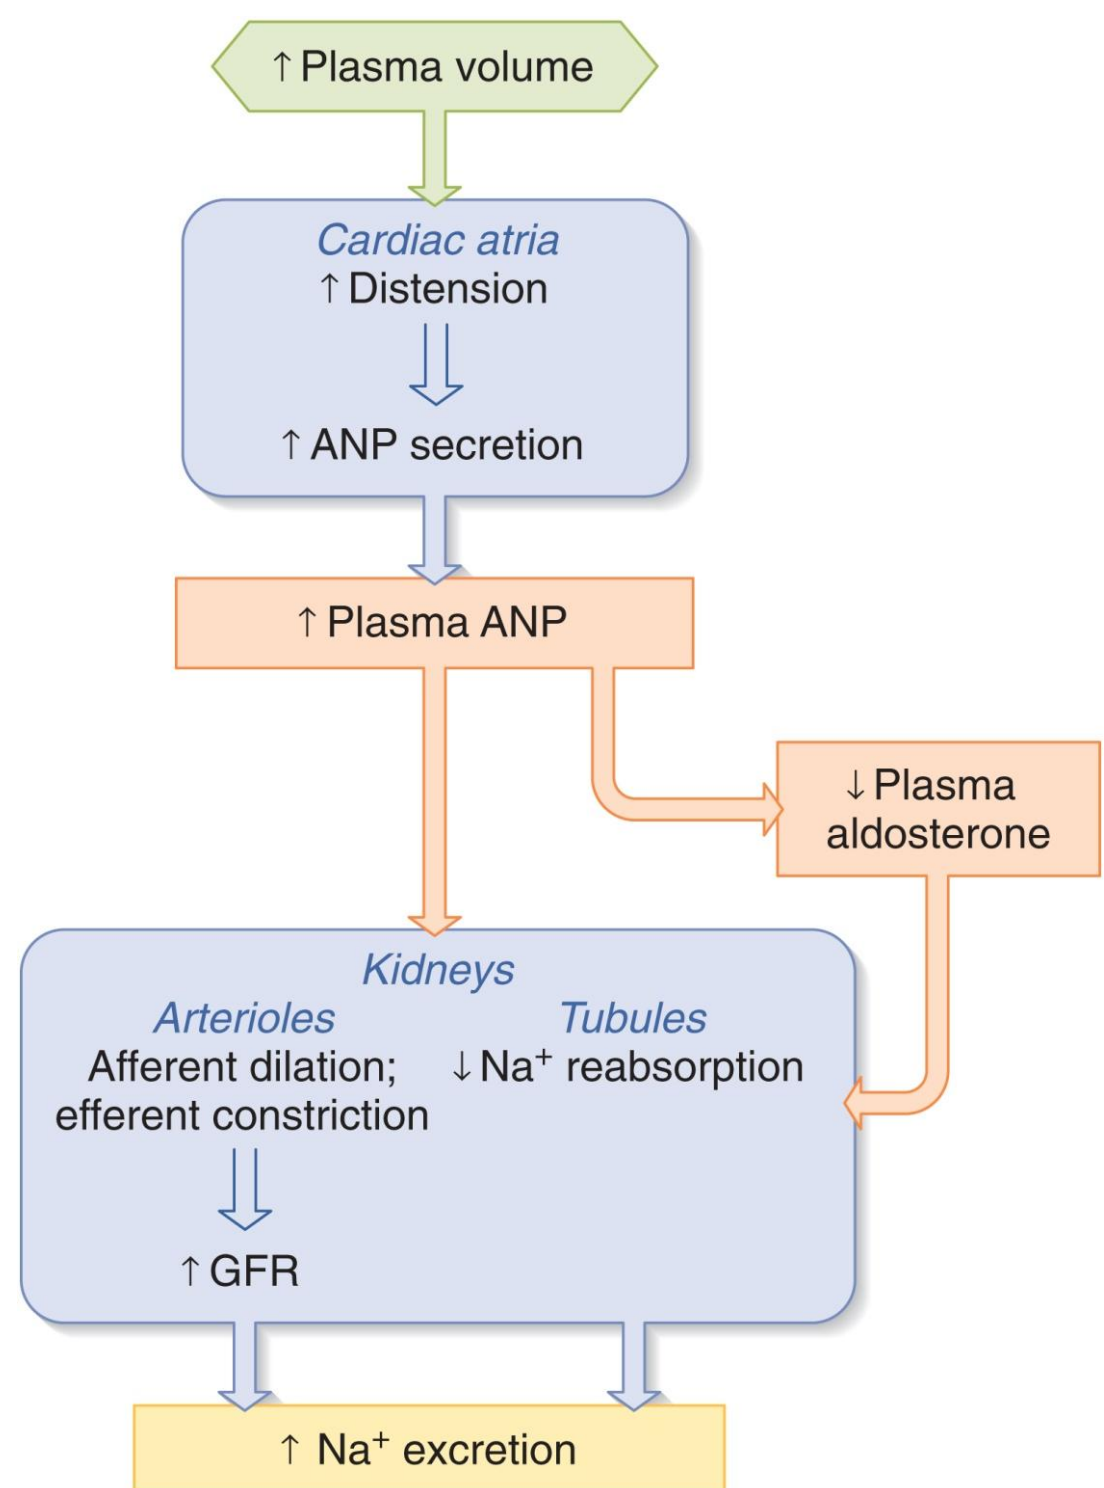 ↑ Plasma volume
Cardiac atria
↑ Distension
↑ ANP secretion
↑ Plasma ANP
↓ Plasma
aldosterone
Kidneys
Arterioles
Afferent dilation;
efferent constriction
↑ GFR
Tubules
↓ Na⁺ reabsorption
↑ Na⁺ excretion